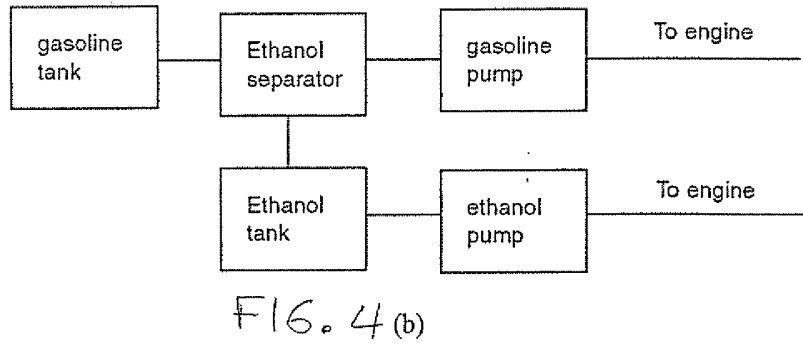 gasoline
tank
Ethanol
separator
gasoline
pump
To engine
Ethanol
tank
ethanol
pump
To engine
FIG. 4 (b)